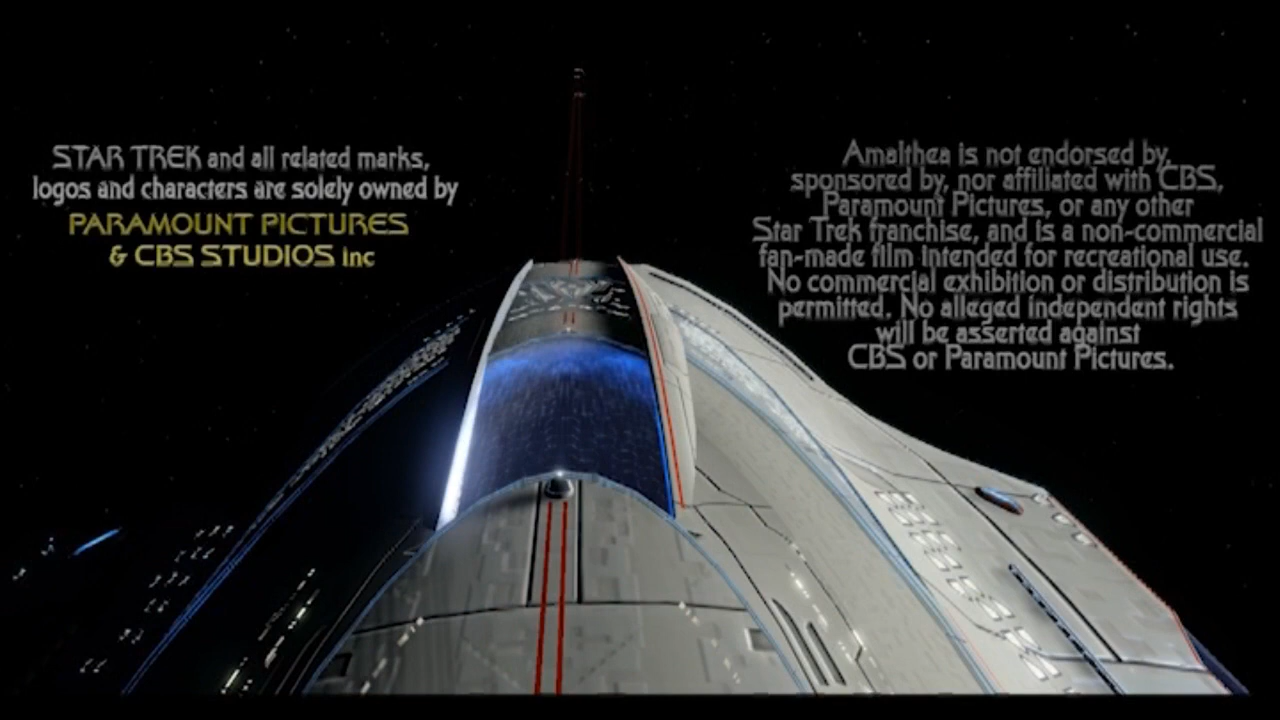 STAR TREK and all related marks,
logos and characters are solely owned by
PARAMOUNT PICTURES
& CBS STUDIOS inc
Amalthea is not endorsed by,
sponsored by, nor affiliated with CBS,
Paramount Pictures, or any other
Star Trek franchise, and is a non-commercial
fan-made film intended for recreational use.
No commercial exhibition or distribution is
permitted. No alleged independent rights
will be asserted against
CBS or Paramount Pictures.